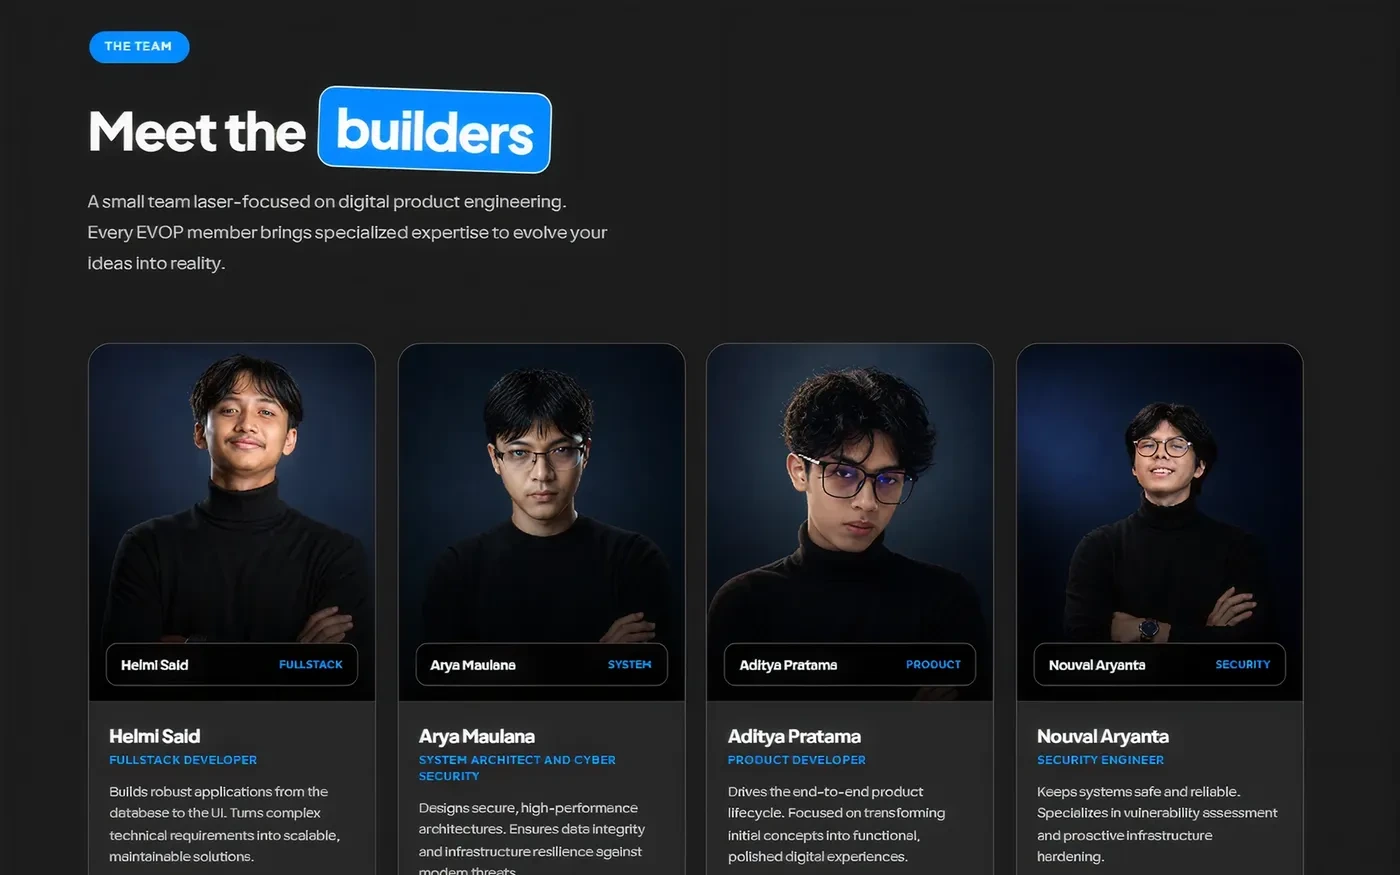 THE TEAM
Meet the builders
A small team laser-focused on digital product engineering.
Every EVOP member brings specialized expertise to evolve your
ideas into reality.
Helmi Said FULLSTACK
Arya Maulana SYSTEM
Aditya Pratama PRODUCT
Nouval Aryanta SECURITY
Helmi Said
FULLSTACK DEVELOPER
Builds robust applications from the
database to the UI. Turns complex
technical requirements into scalable,
maintainable solutions.
Arya Maulana
SYSTEM ARCHITECT AND CYBER
SECURITY
Designs secure, high-performance
architectures. Ensures data integrity
and infrastructure resilience against
modern threats.
Aditya Pratama
PRODUCT DEVELOPER
Drives the end-to-end product
lifecycle. Focused on transforming
initial concepts into functional,
polished digital experiences.
Nouval Aryanta
SECURITY ENGINEER
Keeps systems safe and reliable.
Specializes in vulnerability assessment
and proactive infrastructure
hardening.